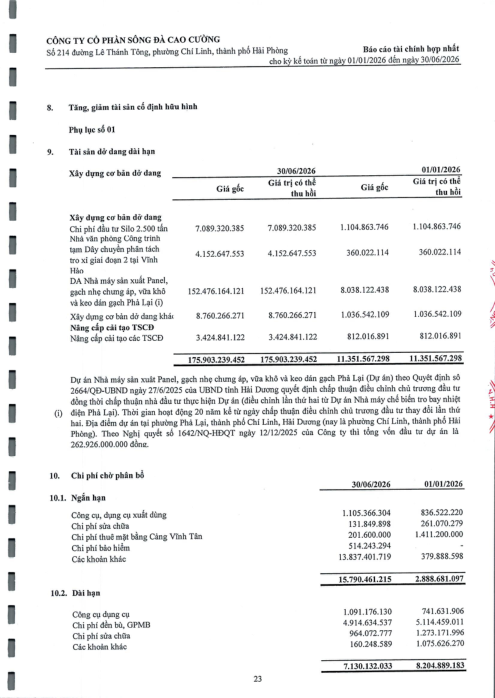 CÔNG TY CỔ PHẦN SÔNG ĐÀ CAO CƯỜNG
Số 214 đường Lê Thánh Tông, phường Chí Linh, thành phố Hải Phòng
Báo cáo tài chính hợp nhất
cho kỳ kế toán từ ngày 01/01/2026 đến ngày 30/06/2026
8. Tăng, giảm tài sản cố định hữu hình
Phụ lục số 01
9. Tài sản dở dang dài hạn
Xây dựng cơ bản dở dang 30/06/2026 01/01/2026
Giá gốc Giá trị có thể thu hồi Giá gốc Giá trị có thể thu hồi
Xây dựng cơ bản dở dang
Chi phí đầu tư Silo 2.500 tấn 7.089.320.385 7.089.320.385 1.104.863.746 1.104.863.746
Nhà văn phòng Công trình
tạm Dây chuyền phân tách 4.152.647.553 4.152.647.553 360.022.114 360.022.114
tro xỉ giai đoạn 2 tại Vĩnh
Hảo
DA Nhà máy sản xuất Panel,
gạch nhẹ chưng áp, vữa khô 152.476.164.121 152.476.164.121 8.038.122.438 8.038.122.438
và keo dán gạch Phả Lại (i)
Xây dựng cơ bản dở dang khá 8.760.266.271 8.760.266.271 1.036.542.109 1.036.542.109
Nâng cấp cải tạo TSCĐ
Nâng cấp cải tạo các TSCĐ 3.424.841.122 3.424.841.122 812.016.891 812.016.891
175.903.239.452 175.903.239.452 11.351.567.298 11.351.567.298
Dự án Nhà máy sản xuất Panel, gạch nhẹ chưng áp, vữa khô và keo dán gạch Phả Lại (Dự án) theo Quyết định số
2664/QĐ-UBND ngày 27/6/2025 của UBND tỉnh Hải Dương quyết định chấp thuận điều chỉnh chủ trương đầu tư
đồng thời chấp thuận nhà đầu tư thực hiện Dự án (điều chỉnh lần thứ hai từ Dự án Nhà máy chế biến tro bay nhiệt
(i) điện Phả Lại). Thời gian hoạt động 20 năm kể từ ngày chấp thuận điều chỉnh chủ trương đầu tư thay đổi lần thứ
hai. Địa điểm dự án tại phường Phả Lại, thành phố Chí Linh, Hải Dương (nay là phường Chí Linh, thành phố Hải
Phòng). Theo Nghị quyết số 1642/NQ-HĐQT ngày 12/12/2025 của Công ty thì tổng vốn đầu tư dự án là
262.926.000.000 đồng.
10. Chi phí chờ phân bổ
30/06/2026 01/01/2026
10.1. Ngắn hạn
Công cụ, dụng cụ xuất dùng 1.105.366.304 836.522.220
Chi phí sửa chữa 131.849.898 261.070.279
Chi phí thuê mặt bằng Cảng Vĩnh Tân 201.600.000 1.411.200.000
Chi phí bảo hiểm 514.243.294 -
Các khoản khác 13.837.401.719 379.888.598
15.790.461.215 2.888.681.097
10.2. Dài hạn
Công cụ dụng cụ 1.091.176.130 741.631.906
Chi phí đền bù, GPMB 4.914.634.537 5.114.459.011
Chi phí sửa chữa 964.072.777 1.273.171.996
Các khoản khác 160.248.589 1.075.626.270
7.130.132.033 8.204.889.183
23